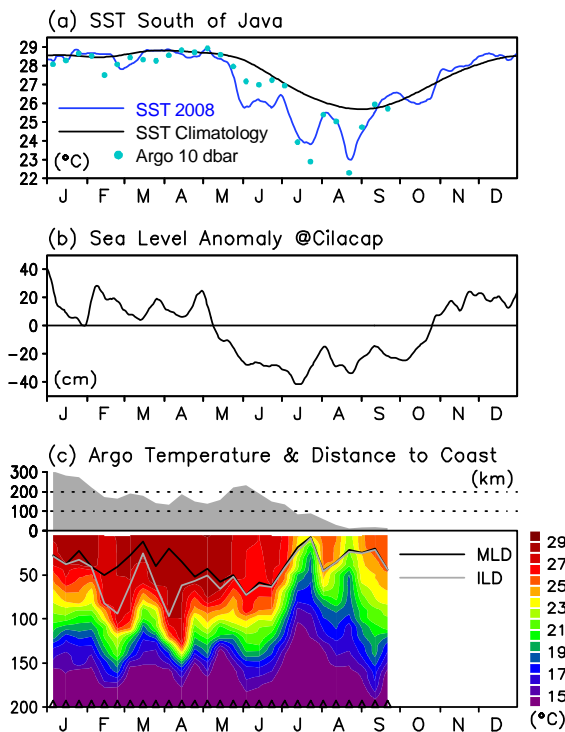 (a) SST South of Java
29
28
27
26
25
24
23
22
SST 2008
SST Climatology
Argo 10 dbar
(°C)
J F M A M J J A S O N D
(b) Sea Level Anomaly @Cilacap
40
20
0
-20
-40
(cm)
J F M A M J J A S O N D
(c) Argo Temperature & Distance to Coast
300
200
100
0
(km)
50
100
150
200
MLD
ILD
29
27
25
23
21
19
17
15
(°C)
J F M A M J J A S O N D